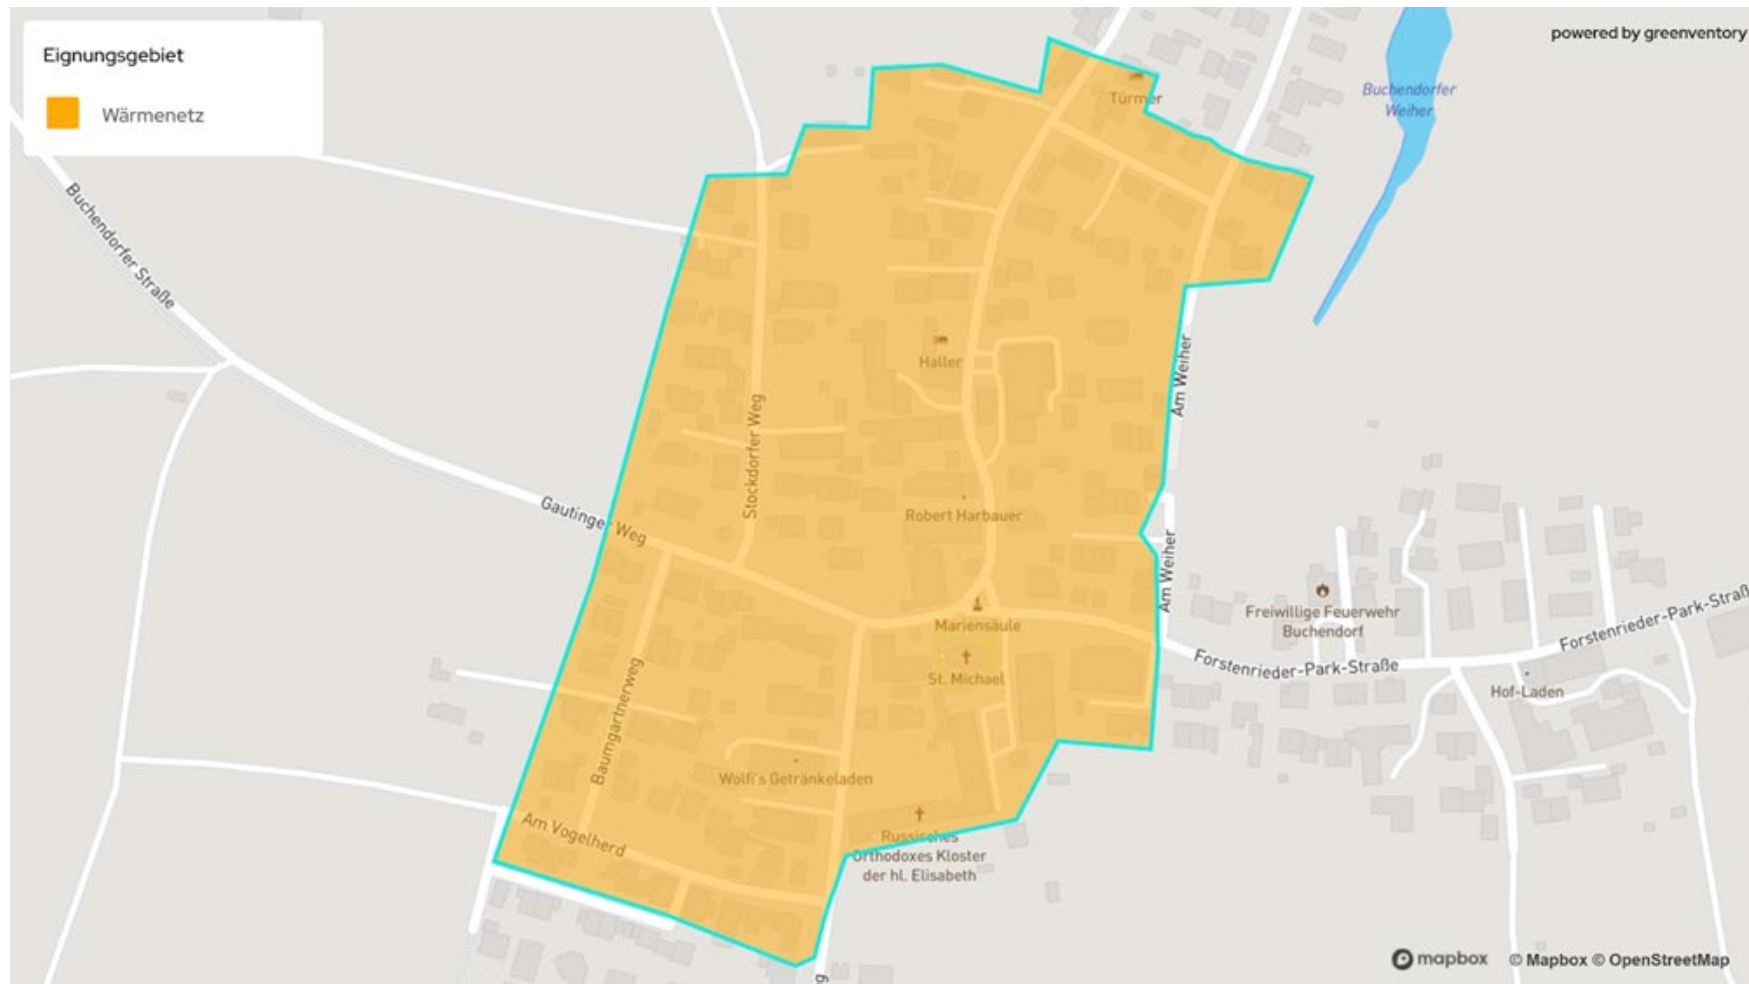 Eignungsgebiet
Wärmenetz
powered by greenventory
Buchendorfer
Weiher
Türmer
Buchendorfer Straße
Haller
Am Weiher
Stockdorfer Weg
Gautinger Weg
Robert Harbauer
Am Weiher
Mariensäule
St. Michael
Freiwillige Feuerwehr
Buchendorf
Forstenrieder-Park-Straße
Forstenrieder-Park-Straß
Hof-Laden
Baumgartnerweg
Wolfi's Getränkeladen
Am Vogelherd
Russisches
Orthodoxes Kloster
der hl. Elisabeth
mapbox
© Mapbox © OpenStreetMap